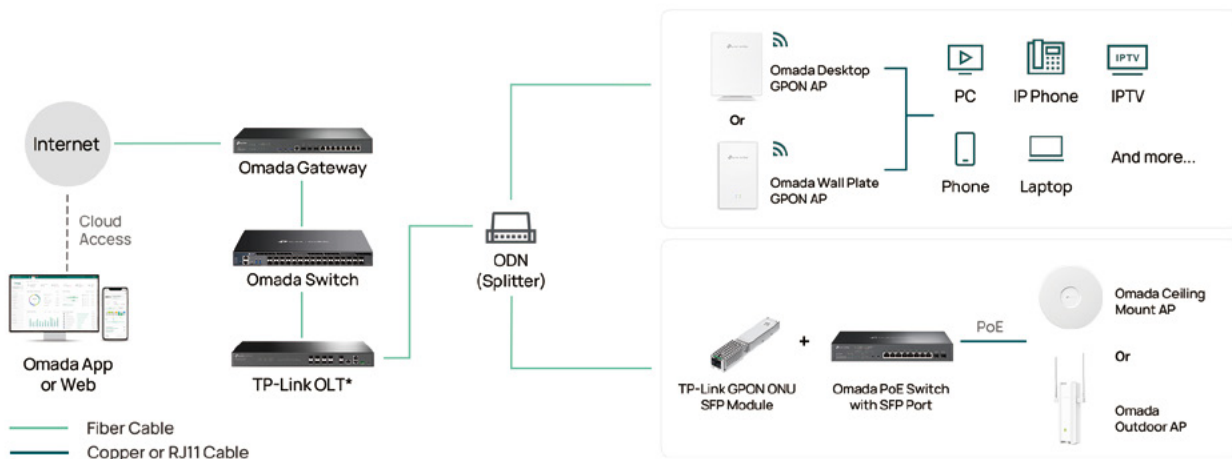 Internet
Cloud
Access
Omada App
or Web
Omada Gateway
Omada Switch
TP-Link OLT*
ODN
(Splitter)
Omada Desktop
GPON AP
Or
Omada Wall Plate
GPON AP
PC
IP Phone
IPTV
IPTV
Phone
Laptop
And more...
TP-Link GPON ONU
SFP Module
+
Omada PoE Switch
with SFP Port
PoE
Omada Ceiling
Mount AP
Or
Omada
Outdoor AP
Fiber Cable
Copper or RJ11 Cable